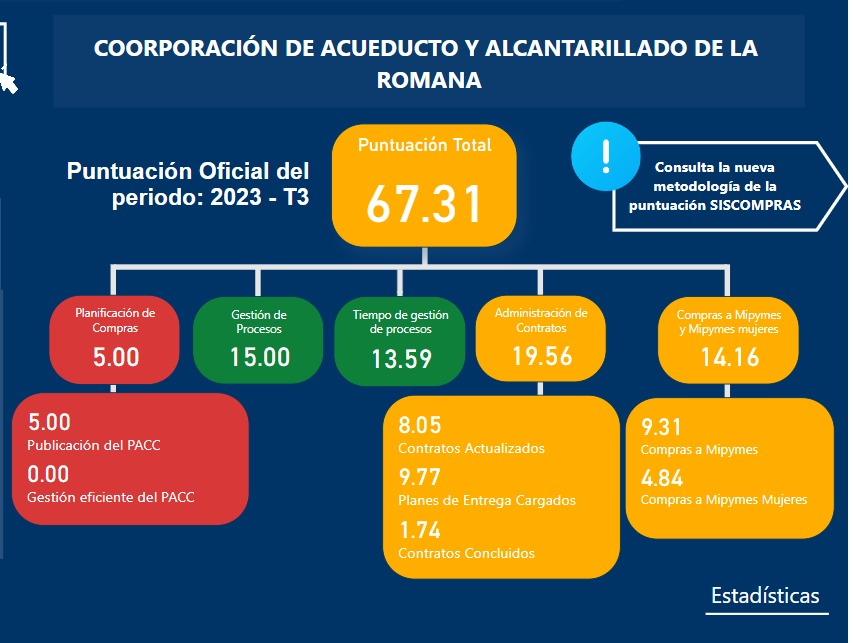 COORPORACIÓN DE ACUEDUCTO Y ALCANTARILLADO DE LA
ROMANA
Puntuación Oficial del
periodo: 2023 - T3
Puntuación Total
67.31
!
Consulta la nueva
metodología de la
puntuación SISCOMPRAS
Planificación de
Compras
5.00
Gestión de
Procesos
15.00
Tiempo de gestión
de procesos
13.59
Administración de
Contratos
19.56
Compras a Mipymes
y Mipymes mujeres
14.16
5.00
Publicación del PACC
0.00
Gestión eficiente del PACC
8.05
Contratos Actualizados
9.77
Planes de Entrega Cargados
1.74
Contratos Concluidos
9.31
Compras a Mipymes
4.84
Compras a Mipymes Mujeres
Estadísticas